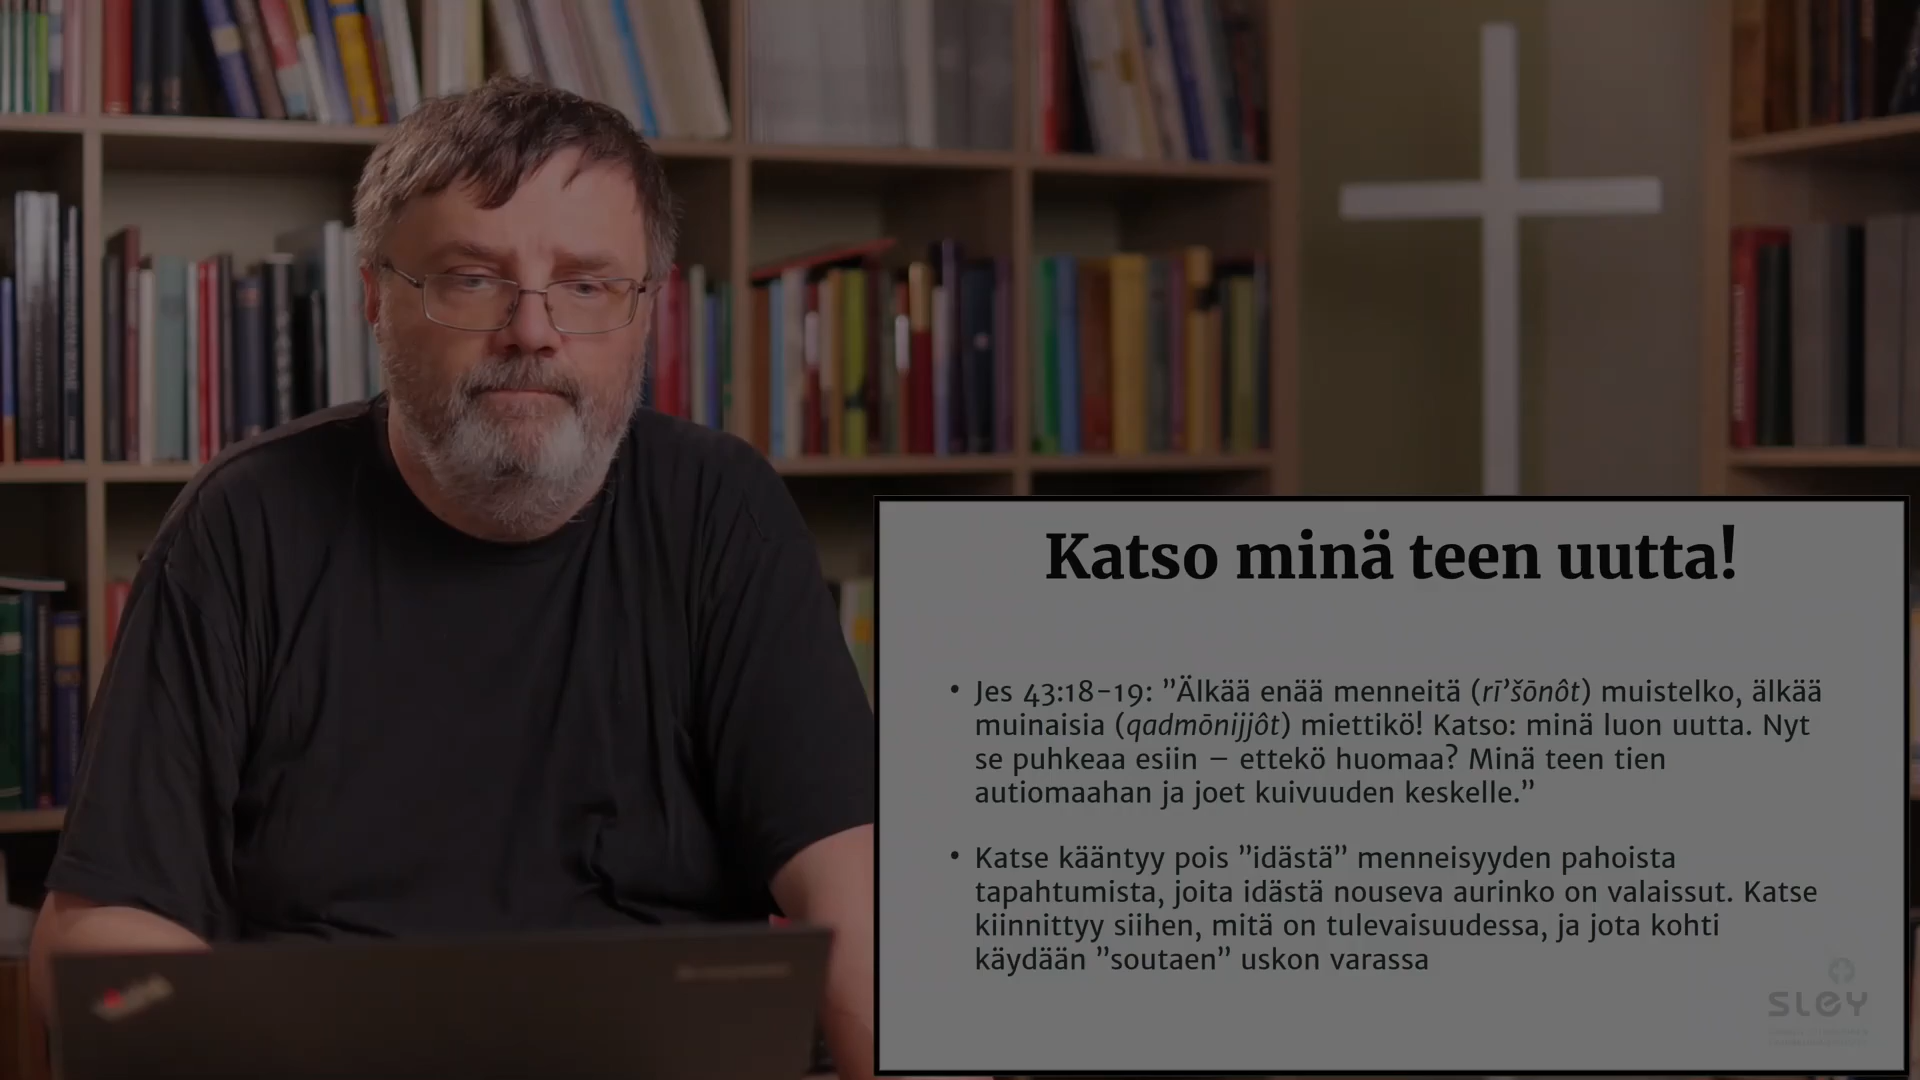 Katso minä teen uutta!
• Jes 43:18-19: ”Älkää enää menneitä (rī’šōnôt) muistelko, älkää
muinaisia (qadmōnijjôt) miettikö! Katso: minä luon uutta. Nyt
se puhkeaa esiin – ettekö huomaa? Minä teen tien
autiomaahan ja joet kuivuuden keskelle.”
• Katse kääntyy pois ”idästä” menneisyyden pahoista
tapahtumista, joita idästä nouseva aurinko on valaissut. Katse
kiinnittyy siihen, mitä on tulevaisuudessa, ja jota kohti
käydään ”soutaen” uskon varassa
SLEY